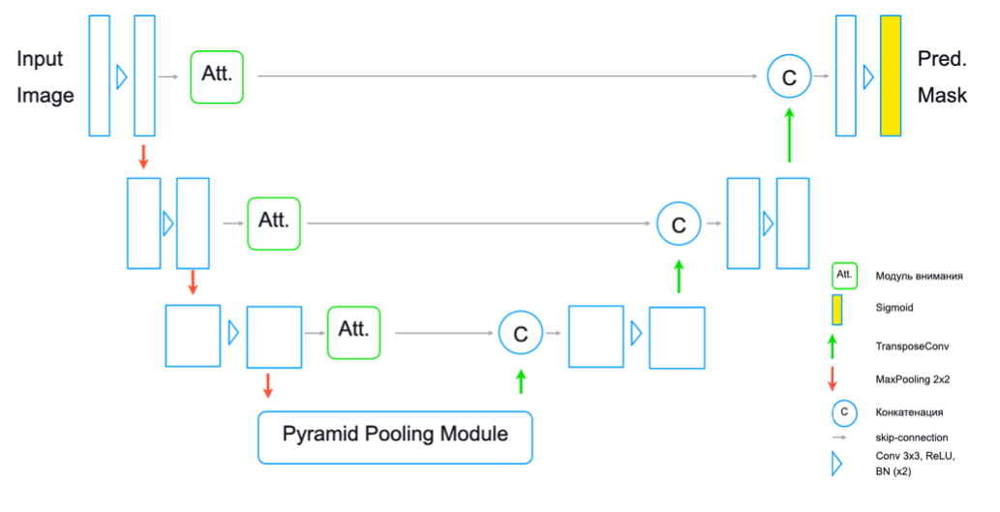 Input
Image
Att.
C
Pred.
Mask
Att.
C
Att.
C
Pyramid Pooling Module
Att.
Модуль внимания
Sigmoid
TransposeConv
MaxPooling 2x2
C
Конкатенация
skip-connection
Conv 3x3, ReLU,
BN (x2)